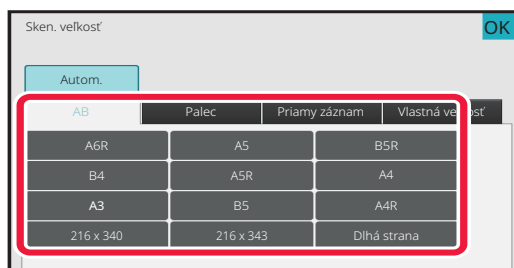 Sken. veľkosť OK
Autom.
AB Palec Priamy záznam Vlastná veľkosť
A6R A5 B5R
B4 A5R A4
A3 B5 A4R
216 x 340 216 x 343 Dlhá strana